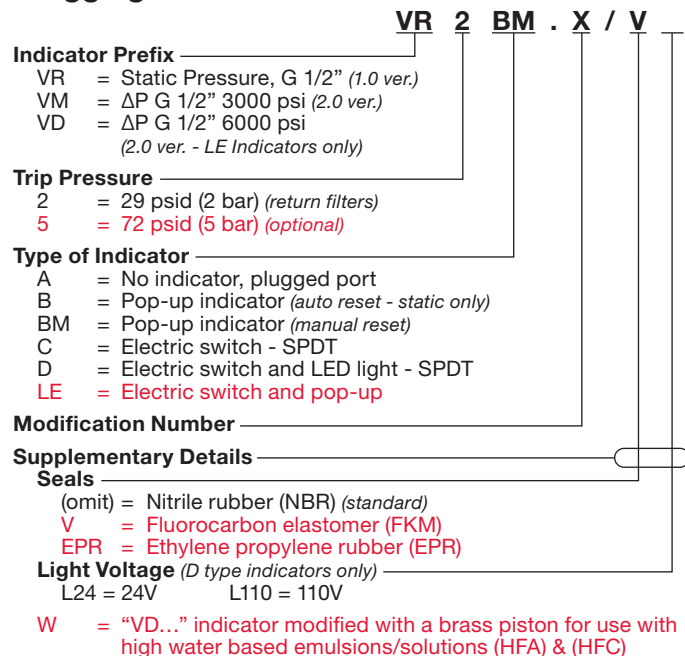 VR 2 BM . X / V
Indicator Prefix
VR = Static Pressure, G 1/2” (1.0 ver.)
VM = ΔP G 1/2” 3000 psi (2.0 ver.)
VD = ΔP G 1/2” 6000 psi
(2.0 ver. - LE Indicators only)
Trip Pressure
2 = 29 psid (2 bar) (return filters)
5 = 72 psid (5 bar) (optional)
Type of Indicator
A = No indicator, plugged port
B = Pop-up indicator (auto reset - static only)
BM = Pop-up indicator (manual reset)
C = Electric switch - SPDT
D = Electric switch and LED light - SPDT
LE = Electric switch and pop-up
Modification Number
Supplementary Details
Seals
(omit) = Nitrile rubber (NBR) (standard)
V = Fluorocarbon elastomer (FKM)
EPR = Ethylene propylene rubber (EPR)
Light Voltage (D type indicators only)
L24 = 24V L110 = 110V
W = “VD...” indicator modified with a brass piston for use with
high water based emulsions/solutions (HFA) & (HFC)